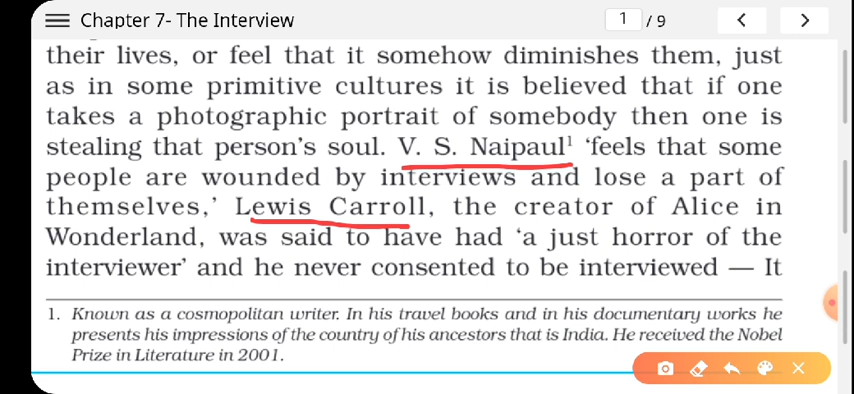 Chapter 7- The Interview
1 / 9
their lives, or feel that it somehow diminishes them, just
as in some primitive cultures it is believed that if one
takes a photographic portrait of somebody then one is
stealing that person's soul. V. S. Naipaul¹ ‘feels that some
people are wounded by interviews and lose a part of
themselves,’ Lewis Carroll, the creator of Alice in
Wonderland, was said to have had ‘a just horror of the
interviewer’ and he never consented to be interviewed — It
1. Known as a cosmopolitan writer. In his travel books and in his documentary works he
presents his impressions of the country of his ancestors that is India. He received the Nobel
Prize in Literature in 2001.